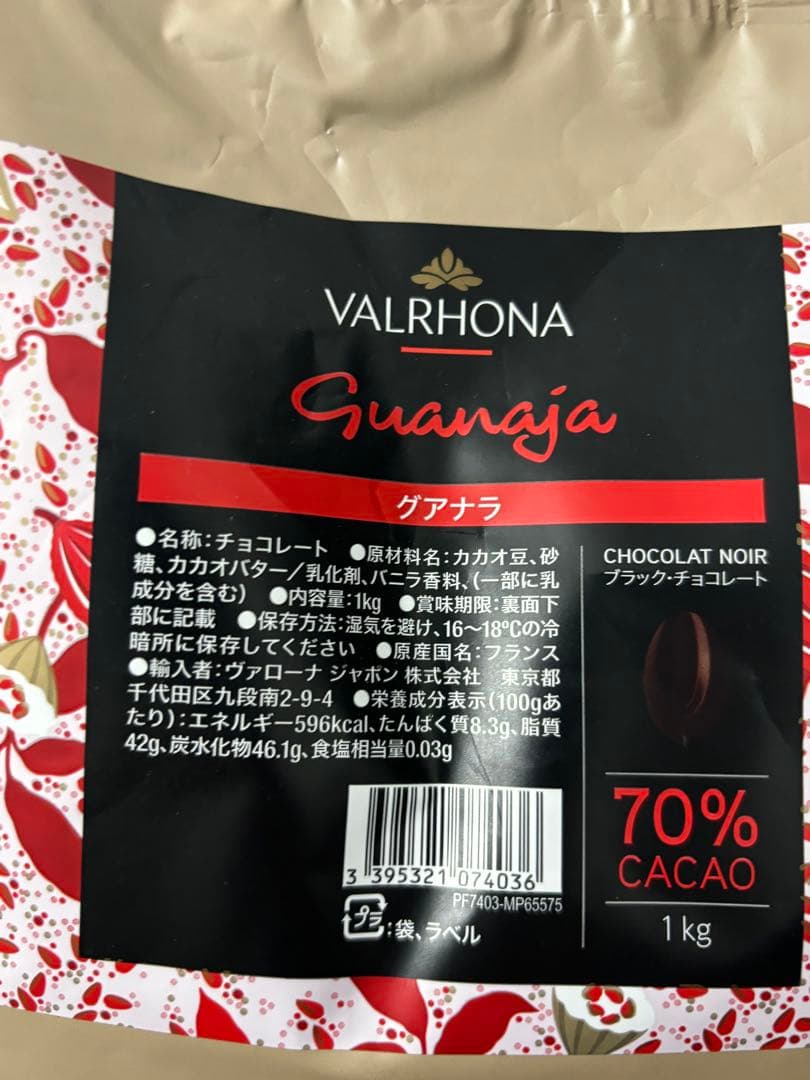 VALRHONA
Guanaja
グアナラ
●名称:チョコレート ●原材料名:カカオ豆、砂
糖、カカオバター/乳化剤、バニラ香料、(一部に乳
成分を含む) ●内容量:1kg ●賞味期限:裏面下
部に記載 ●保存方法:湿気を避け、16~18℃の冷
暗所に保存してください ●原産国名:フランス
●輸入者:ヴァローナ ジャポン 株式会社 東京都
千代田区九段南2-9-4 ●栄養成分表示(100gあ
たり):エネルギー596kcal、たんぱく質8.3g、脂質
42g、炭水化物46.1g、食塩相当量0.03g
3 395321 074036
PF7403-MP65575
プラ:袋、ラベル
CHOCOLAT NOIR
ブラック・チョコレート
70%
CACAO
1 kg